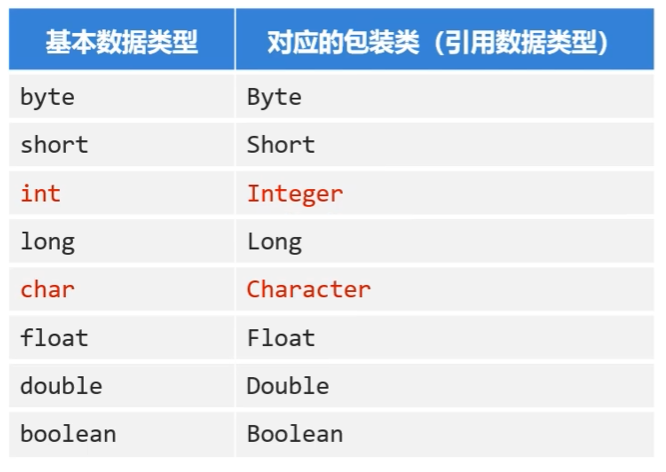 基本数据类型 对应的包装类（引用数据类型）
byte Byte
short Short
int Integer
long Long
char Character
float Float
double Double
boolean Boolean